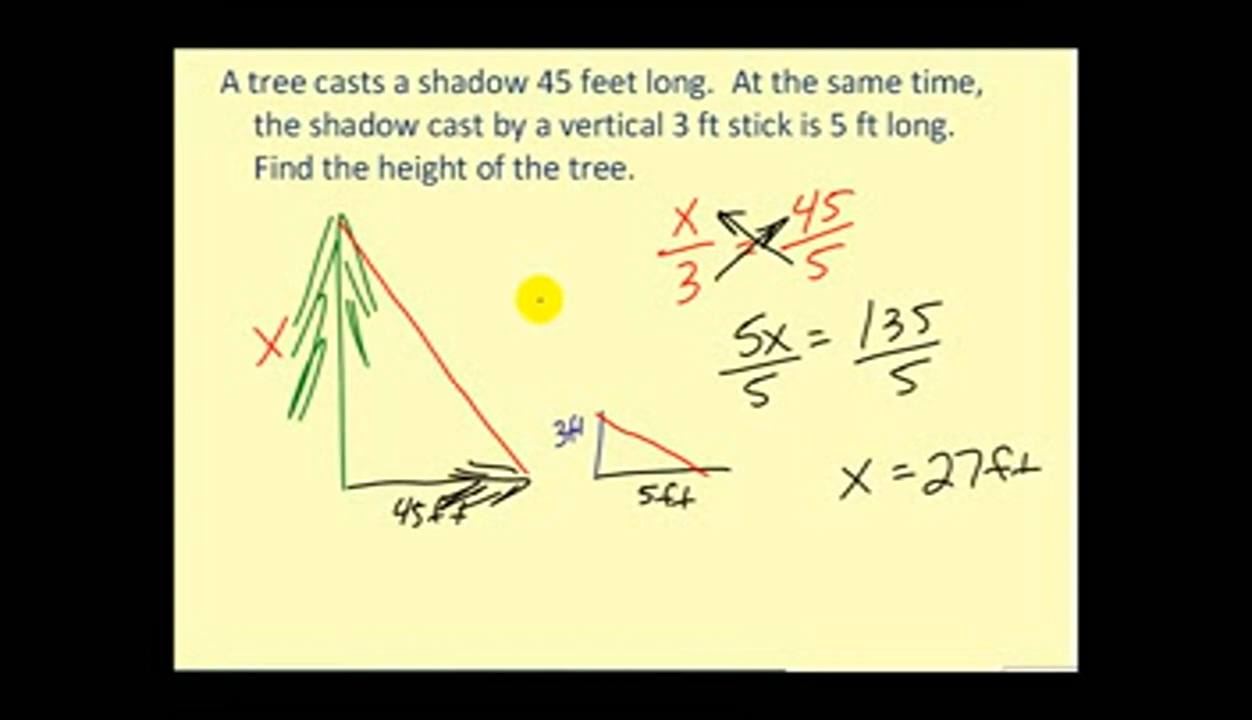 A tree casts a shadow 45 feet long. At the same time,
the shadow cast by a vertical 3 ft stick is 5 ft long.
Find the height of the tree.
x/3 = 45/5
5x/5 = 135/5
x
3ft
45ft
5ft
x = 27ft